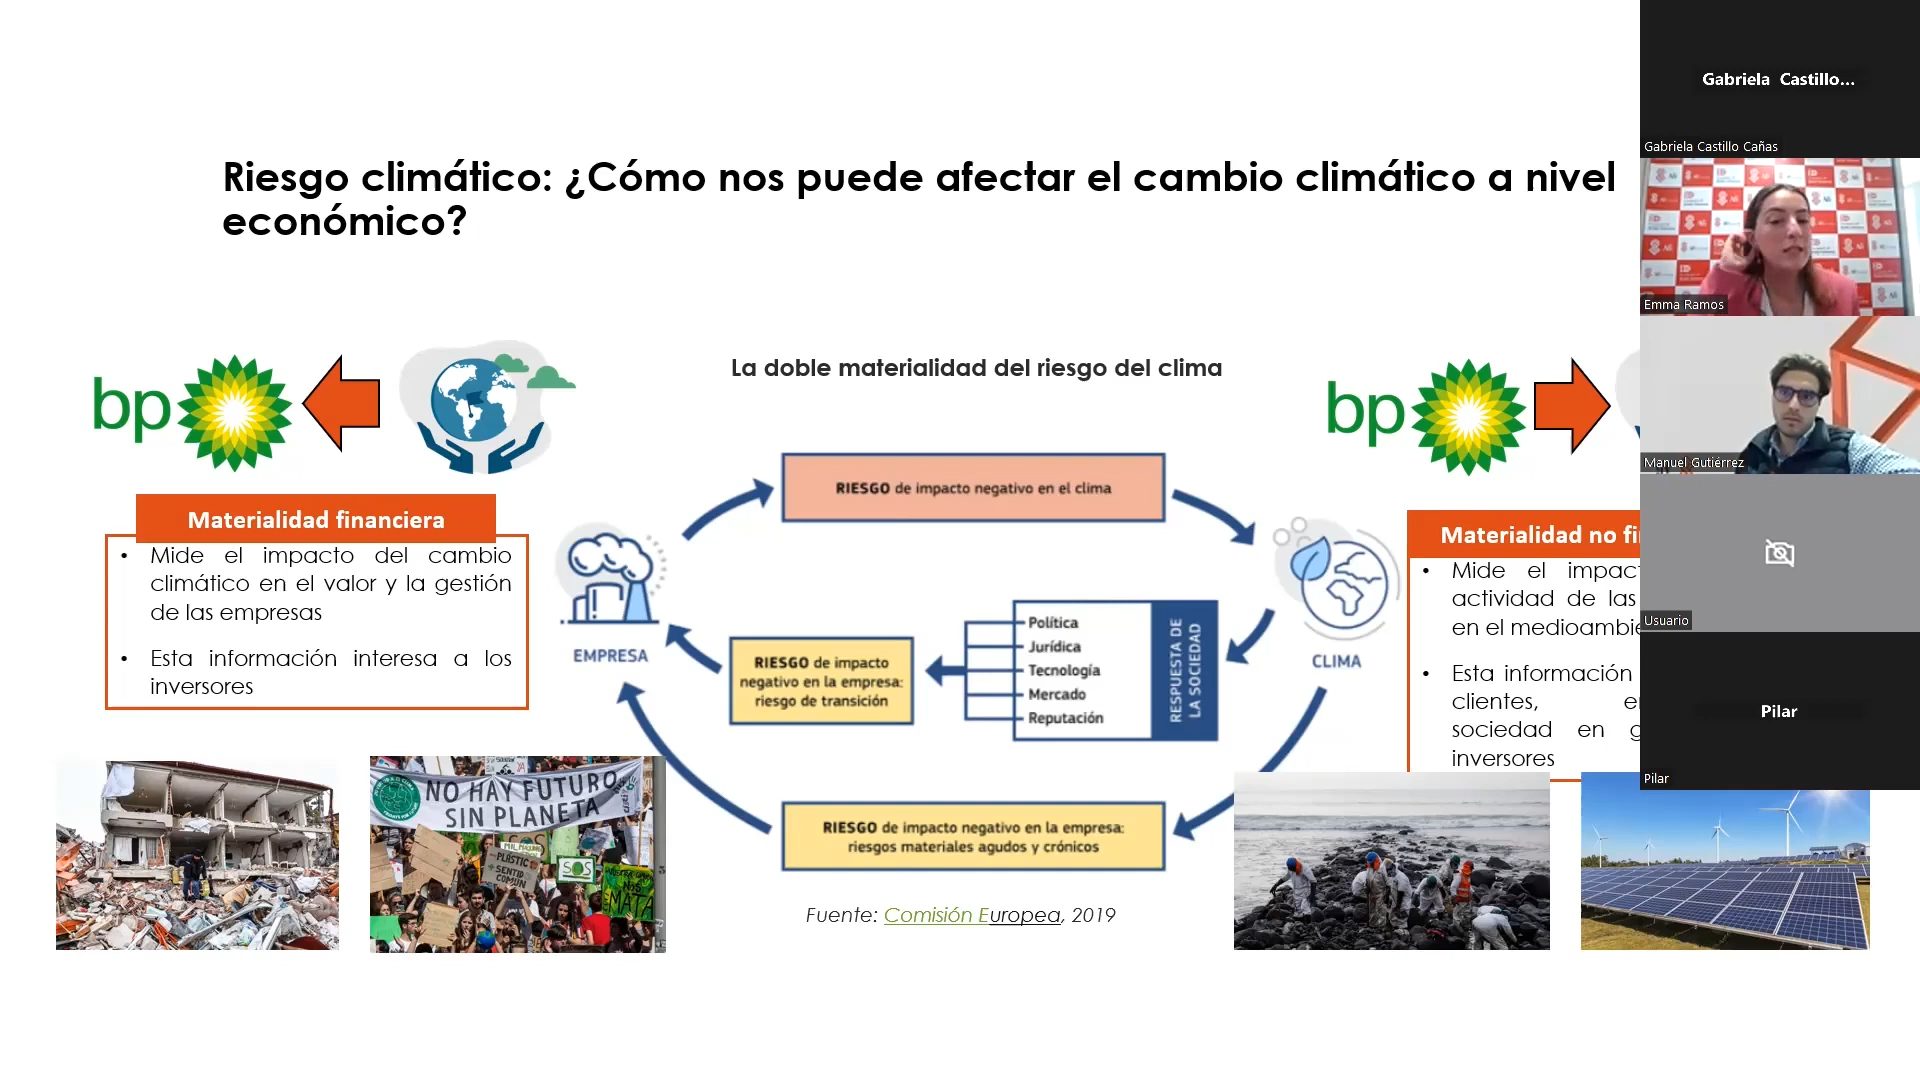 Riesgo climático: ¿Cómo nos puede afectar el cambio climático a nivel
económico?
La doble materialidad del riesgo del clima
bp
bp
Materialidad financiera
• Mide el impacto del cambio
climático en el valor y la gestión
de las empresas
• Esta información interesa a los
inversores
RIESGO de impacto negativo en el clima
EMPRESA
RIESGO de impacto
negativo en la empresa:
riesgo de transición
Política
Jurídica
Tecnología
Mercado
Reputación
RESPUESTA DE
LA SOCIEDAD
CLIMA
RIESGO de impacto negativo en la empresa:
riesgos materiales agudos y crónicos
Fuente: Comisión Europea, 2019
Materialidad no fi
• Mide el impac
actividad de las
en el medioambi
• Esta información
clientes,
sociedad en g
inversores
NO HAY FUTURO
SIN PLANETA
SOS
PLÁSTIC
SENTID
COMÚN
SOS
MATA
Gabriela Castillo...
Gabriela Castillo Cañas
Emma Ramos
Manuel Gutiérrez
Usuario
Pilar
Pilar